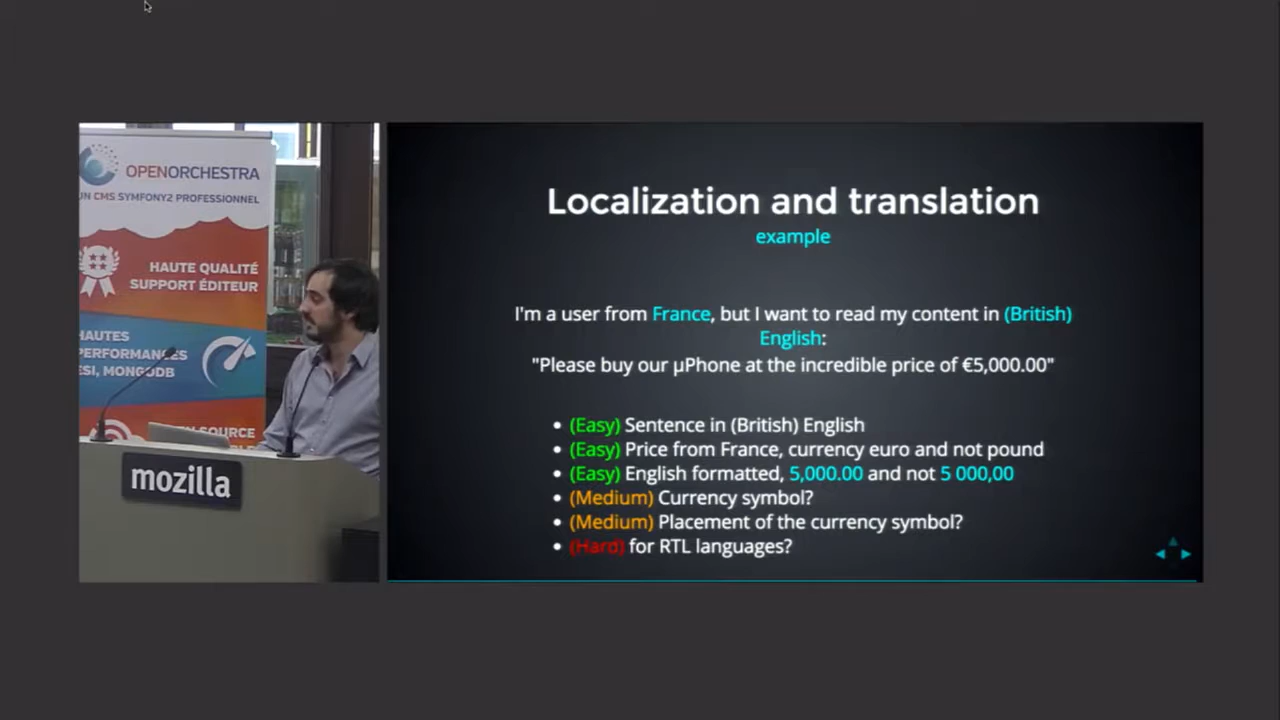 OPENORCHESTRA
UN CMS SYMFONY2 PROFESSIONNEL
HAUTE QUALITÉ
SUPPORT ÉDITEUR
HAUTES
PERFORMANCES
ESI, MONGODB
SOURCE
mozilla
Localization and translation
example
I'm a user from France, but I want to read my content in (British)
English:
"Please buy our µPhone at the incredible price of €5,000.00"
• (Easy) Sentence in (British) English
• (Easy) Price from France, currency euro and not pound
• (Easy) English formatted, 5,000.00 and not 5 000,00
• (Medium) Currency symbol?
• (Medium) Placement of the currency symbol?
• (Hard) for RTL languages?